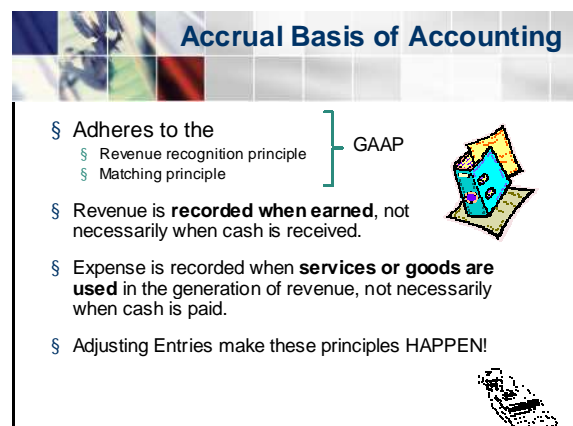 Accrual Basis of Accounting
§ Adheres to the
§ Revenue recognition principle
§ Matching principle
GAAP
§ Revenue is recorded when earned, not
necessarily when cash is received.
§ Expense is recorded when services or goods are
used in the generation of revenue, not necessarily
when cash is paid.
§ Adjusting Entries make these principles HAPPEN!